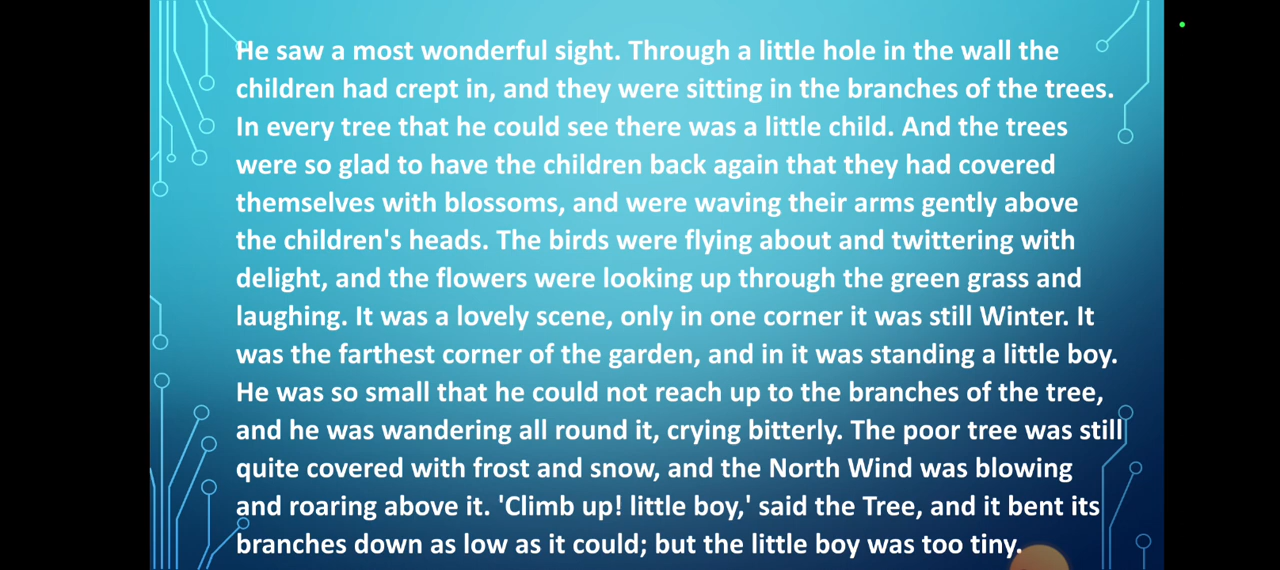 He saw a most wonderful sight. Through a little hole in the wall the
children had crept in, and they were sitting in the branches of the trees.
In every tree that he could see there was a little child. And the trees
were so glad to have the children back again that they had covered
themselves with blossoms, and were waving their arms gently above
the children's heads. The birds were flying about and twittering with
delight, and the flowers were looking up through the green grass and
laughing. It was a lovely scene, only in one corner it was still Winter. It
was the farthest corner of the garden, and in it was standing a little boy.
He was so small that he could not reach up to the branches of the tree,
and he was wandering all round it, crying bitterly. The poor tree was still
quite covered with frost and snow, and the North Wind was blowing
and roaring above it. 'Climb up! little boy,' said the Tree, and it bent its
branches down as low as it could; but the little boy was too tiny.